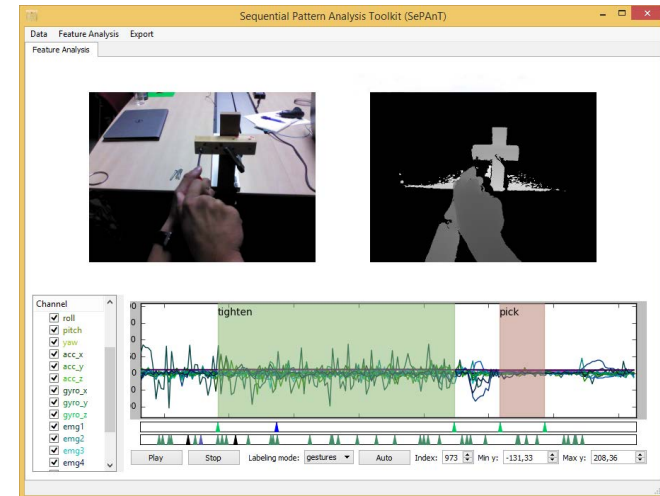 Sequential Pattern Analysis Toolkit (SePAnT)
Data Feature Analysis Export
Feature Analysis
Channel
roll
pitch
yaw
acc_x
acc_y
acc_z
gyro_x
gyro_y
gyro_z
emg1
emg2
emg3
emg4
tighten
pick
Play Stop Labeling mode: gestures Auto Index: 973 Min y: -131,33 Max y: 208,36